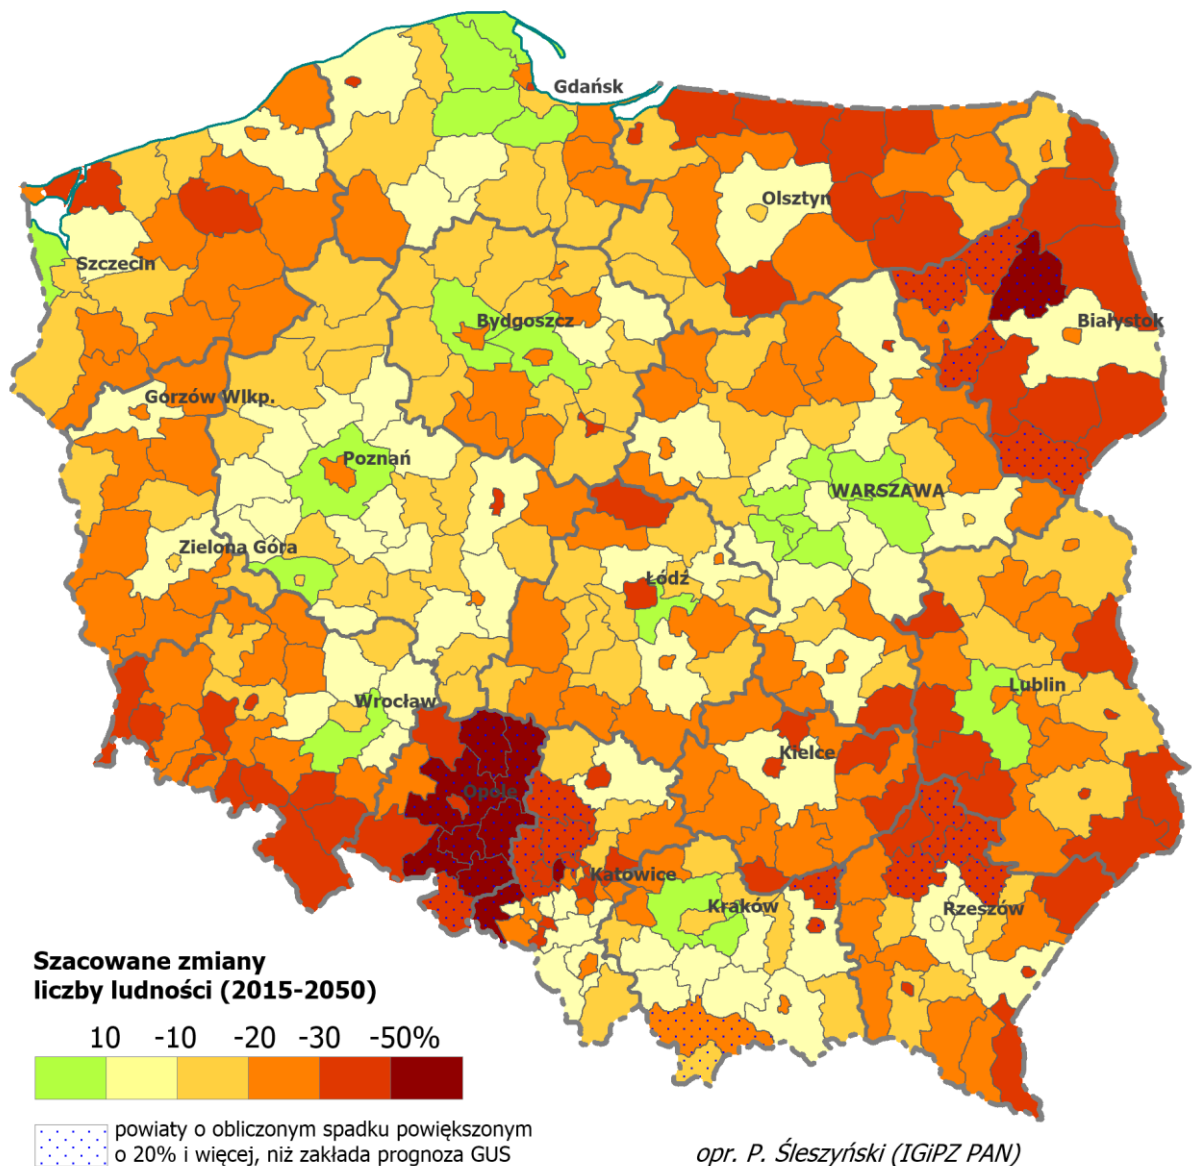 Gdańsk
Olsztyn
Szczecin
Bydgoszcz
Białystok
Gorzów Wlkp.
Poznań
WARSZAWA
Zielona Góra
Łódź
Lublin
Wrocław
Kielce
Opole
Katowice
Kraków
Rzeszów
Szacowane zmiany
liczby ludności (2015-2050)
10 -10 -20 -30 -50%
powiaty o obliczonym spadku powiększonym
o 20% i więcej, niż zakłada prognoza GUS
opr. P. Śleszyński (IGiPZ PAN)